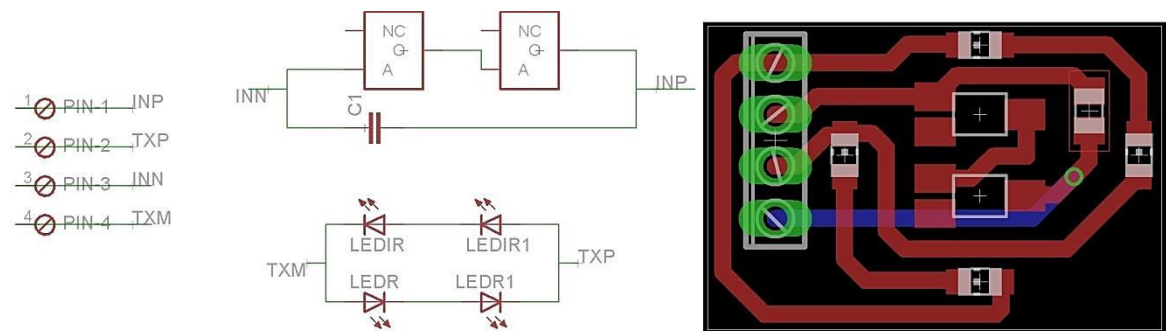 1 PIN-1 INP
2 PIN-2 TXP
3 PIN-3 INN
4 PIN-4 TXM
NC
A
NC
A
INN
C1
INP
LEDIR
LEDIR1
TXM
TXP
LEDR
LEDR1